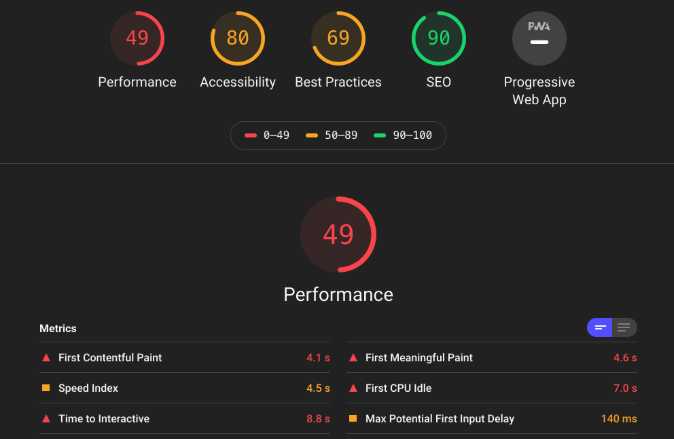 49 80 69 90 PWA
Performance Accessibility Best Practices SEO Progressive
Web App
0–49 50–89 90–100
49
Performance
Metrics
First Contentful Paint 4.1 s First Meaningful Paint 4.6 s
Speed Index 4.5 s First CPU Idle 7.0 s
Time to Interactive 8.8 s Max Potential First Input Delay 140 ms